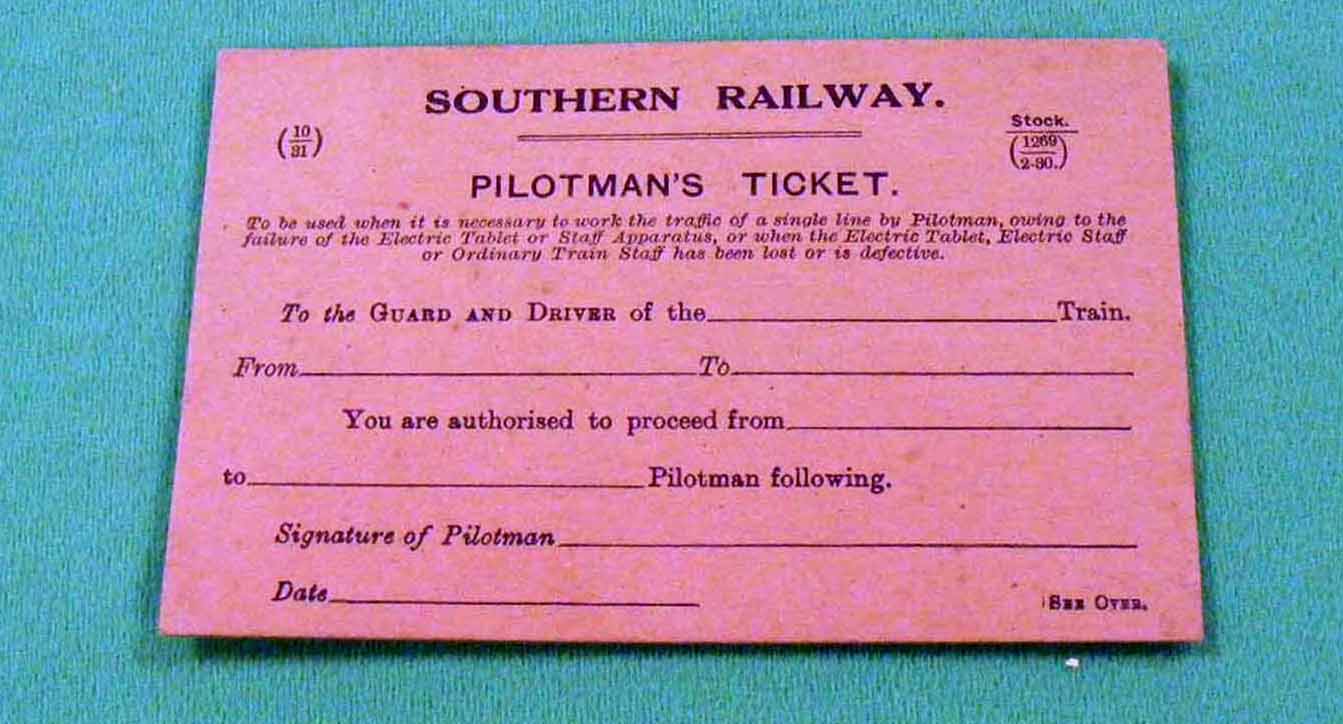 SOUTHERN RAILWAY.
(10/31)
Stock.
(1269/2-30.)
PILOTMAN'S TICKET.
To be used when it is necessary to work the traffic of a single line by Pilotman, owing to the
failure of the Electric Tablet or Staff Apparatus, or when the Electric Tablet, Electric Staff
or Ordinary Train Staff has been lost or is defective.
To the GUARD AND DRIVER of the Train.
From To
You are authorised to proceed from
to Pilotman following.
Signature of Pilotman
Date
SEE OVER.